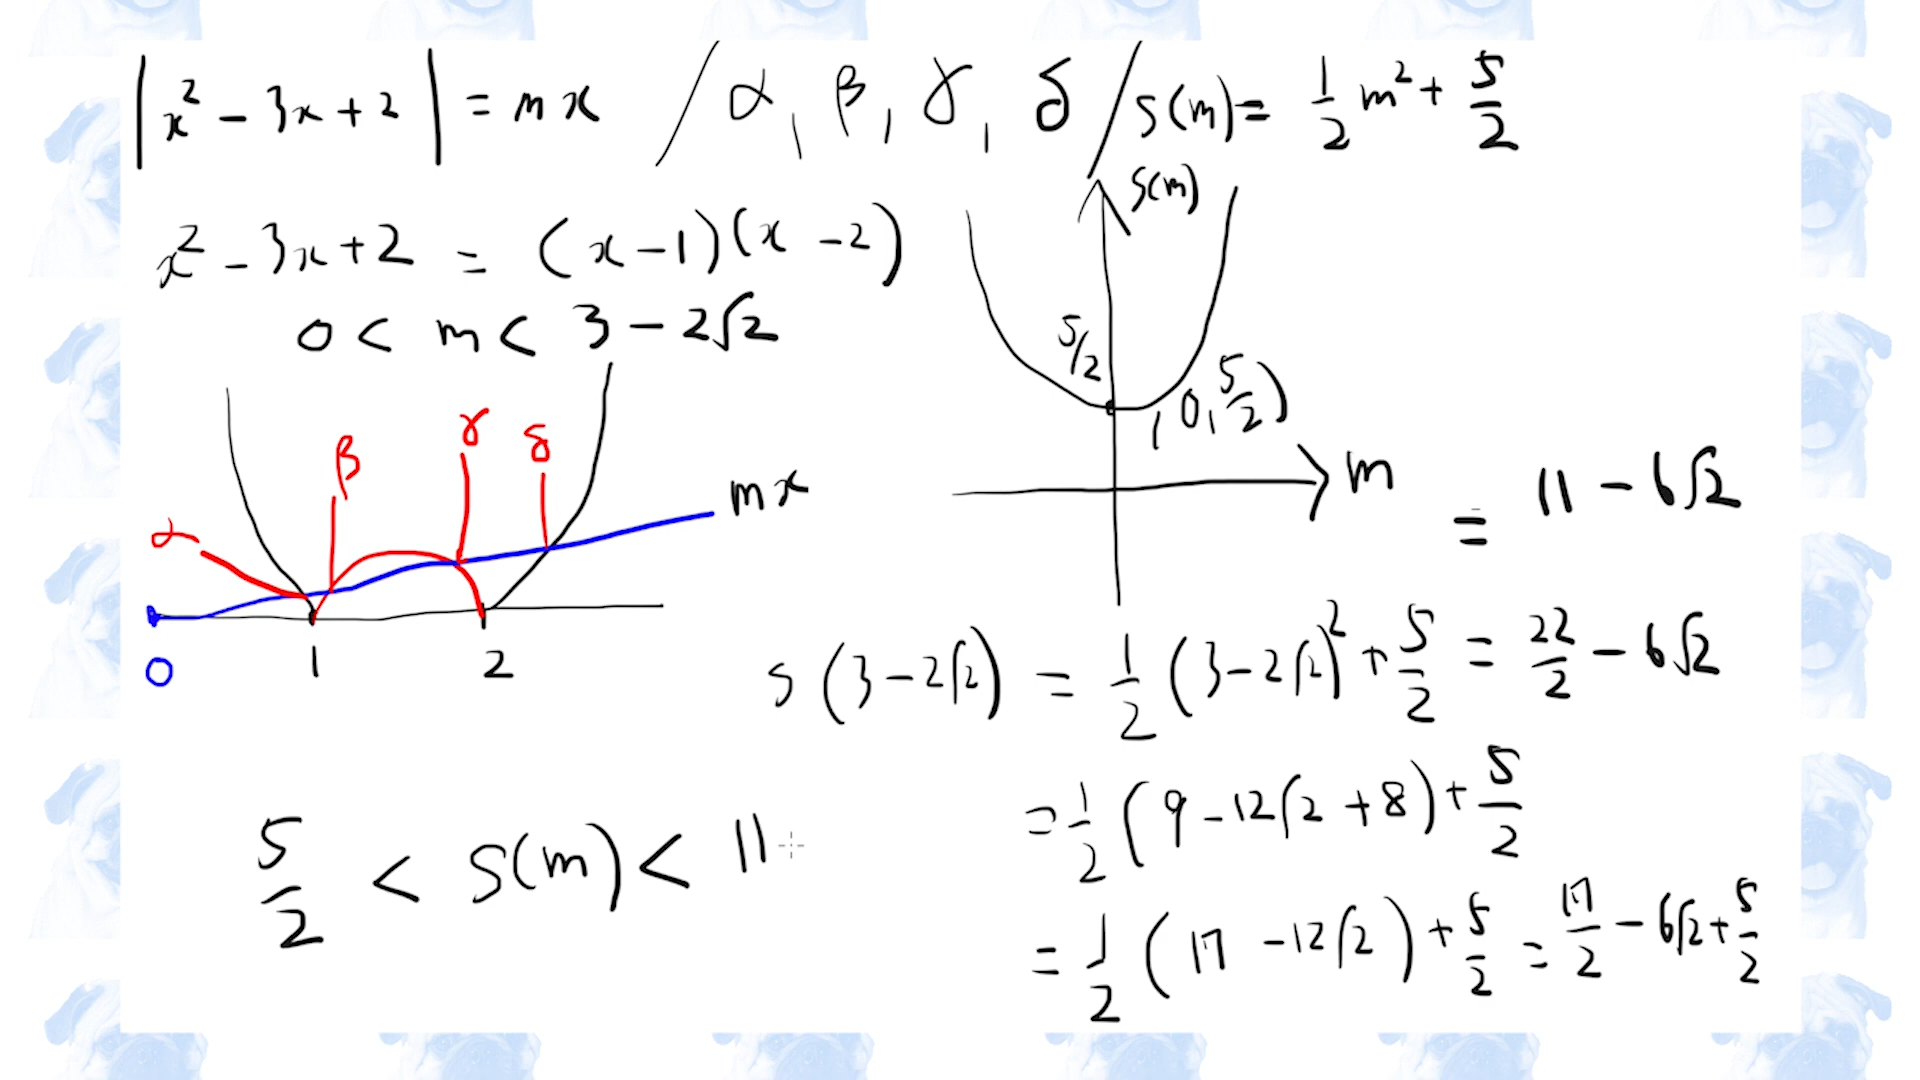 |x² - 3x + 2| = mx / α, β, γ, δ / S(m) = 1/2 m² + 5/2
x² - 3x + 2 = (x - 1)(x - 2)
0 < m < 3 - 2√2
α β γ δ mx
0 1 2
S(m)
5/2
(0, 5/2)
m
S(3 - 2√2) = 1/2 (3 - 2√2)² + 5/2 = 22/2 - 6√2
= 11 - 6√2
= 1/2 (9 - 12√2 + 8) + 5/2
= 1/2 (17 - 12√2) + 5/2 = 17/2 - 6√2 + 5/2
5/2 < S(m) < 11